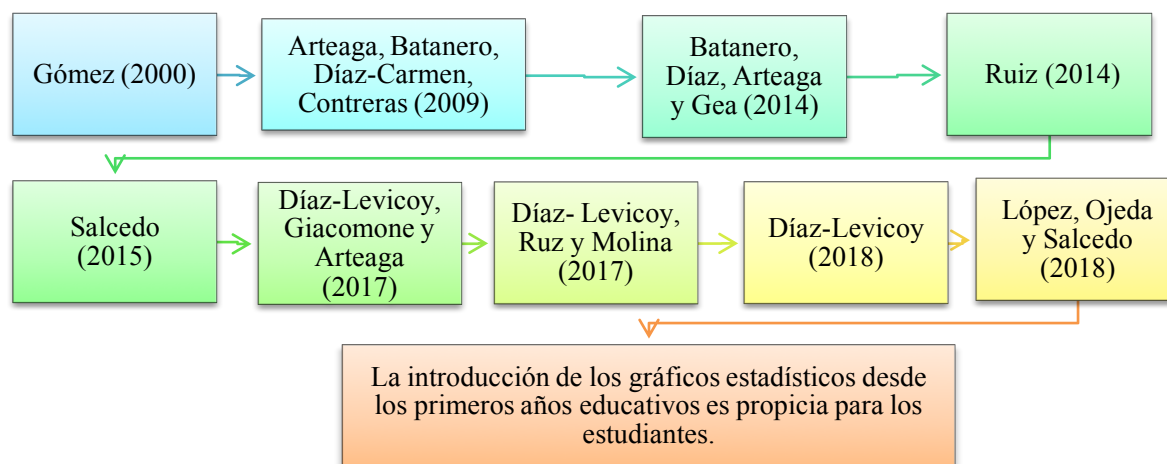 Gómez (2000)
Arteaga, Batanero,
Díaz-Carmen,
Contreras (2009)
Batanero,
Díaz, Arteaga
y Gea (2014)
Ruiz (2014)
Salcedo
(2015)
Díaz-Levicoy,
Giacomone y
Arteaga
(2017)
Díaz- Levicoy,
Ruz y Molina
(2017)
Díaz-Levicoy
(2018)
López, Ojeda
y Salcedo
(2018)
La introducción de los gráficos estadísticos desde
los primeros años educativos es propicia para los
estudiantes.